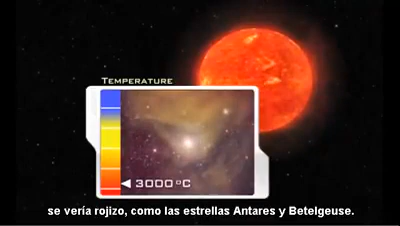 TEMPERATURE
3000°C
se vería rojizo, como las estrellas Antares y Betelgeuse.